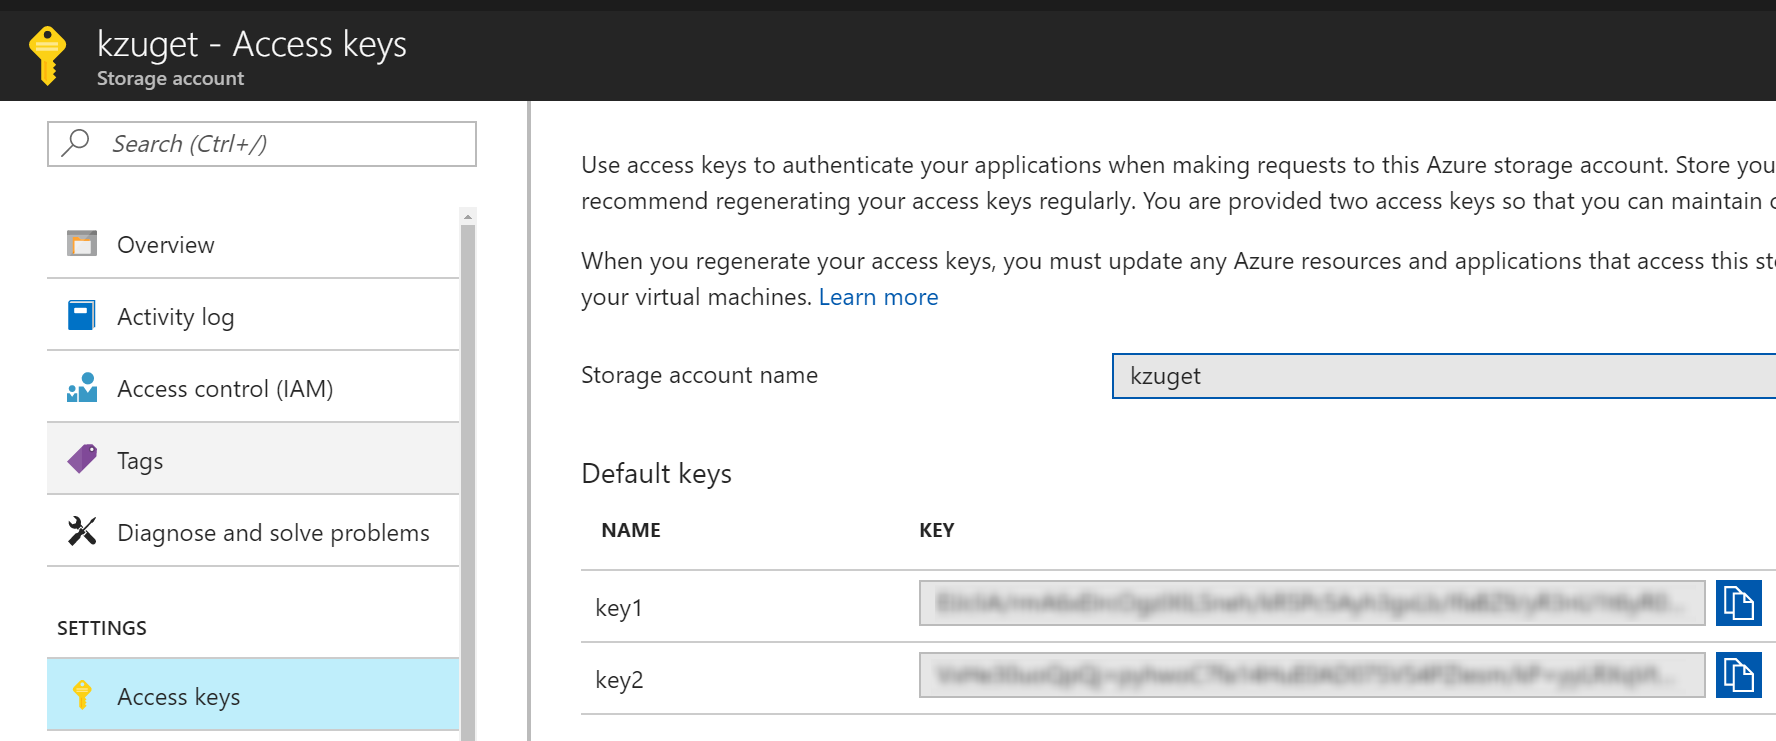 kzuget - Access keys
Storage account
Search (Ctrl+/)
Overview
Activity log
Access control (IAM)
Tags
Diagnose and solve problems
SETTINGS
Access keys
Use access keys to authenticate your applications when making requests to this Azure storage account. Store you
recommend regenerating your access keys regularly. You are provided two access keys so that you can maintain
When you regenerate your access keys, you must update any Azure resources and applications that access this sto
your virtual machines. Learn more
Storage account name
kzuget
Default keys
NAME KEY
key1
key2